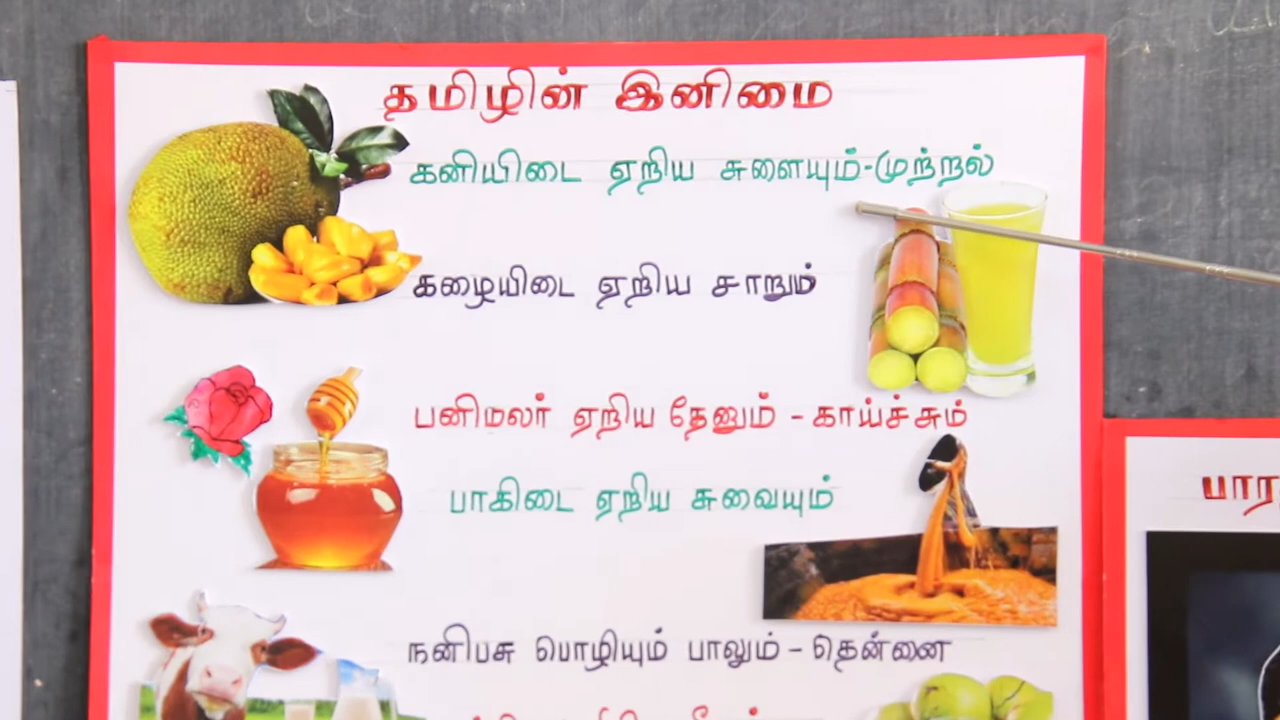 தமிழின் இனிமை
கனியிடை ஏறிய சுளையும்-முற்றல்
கழையிடை ஏறிய சாறும்
பனிமலர் ஏறிய தேனும் - காய்ச்சும்
பாகிடை ஏறிய சுவையும்
நனிபசு பொழியும் பாலும் - தென்னை